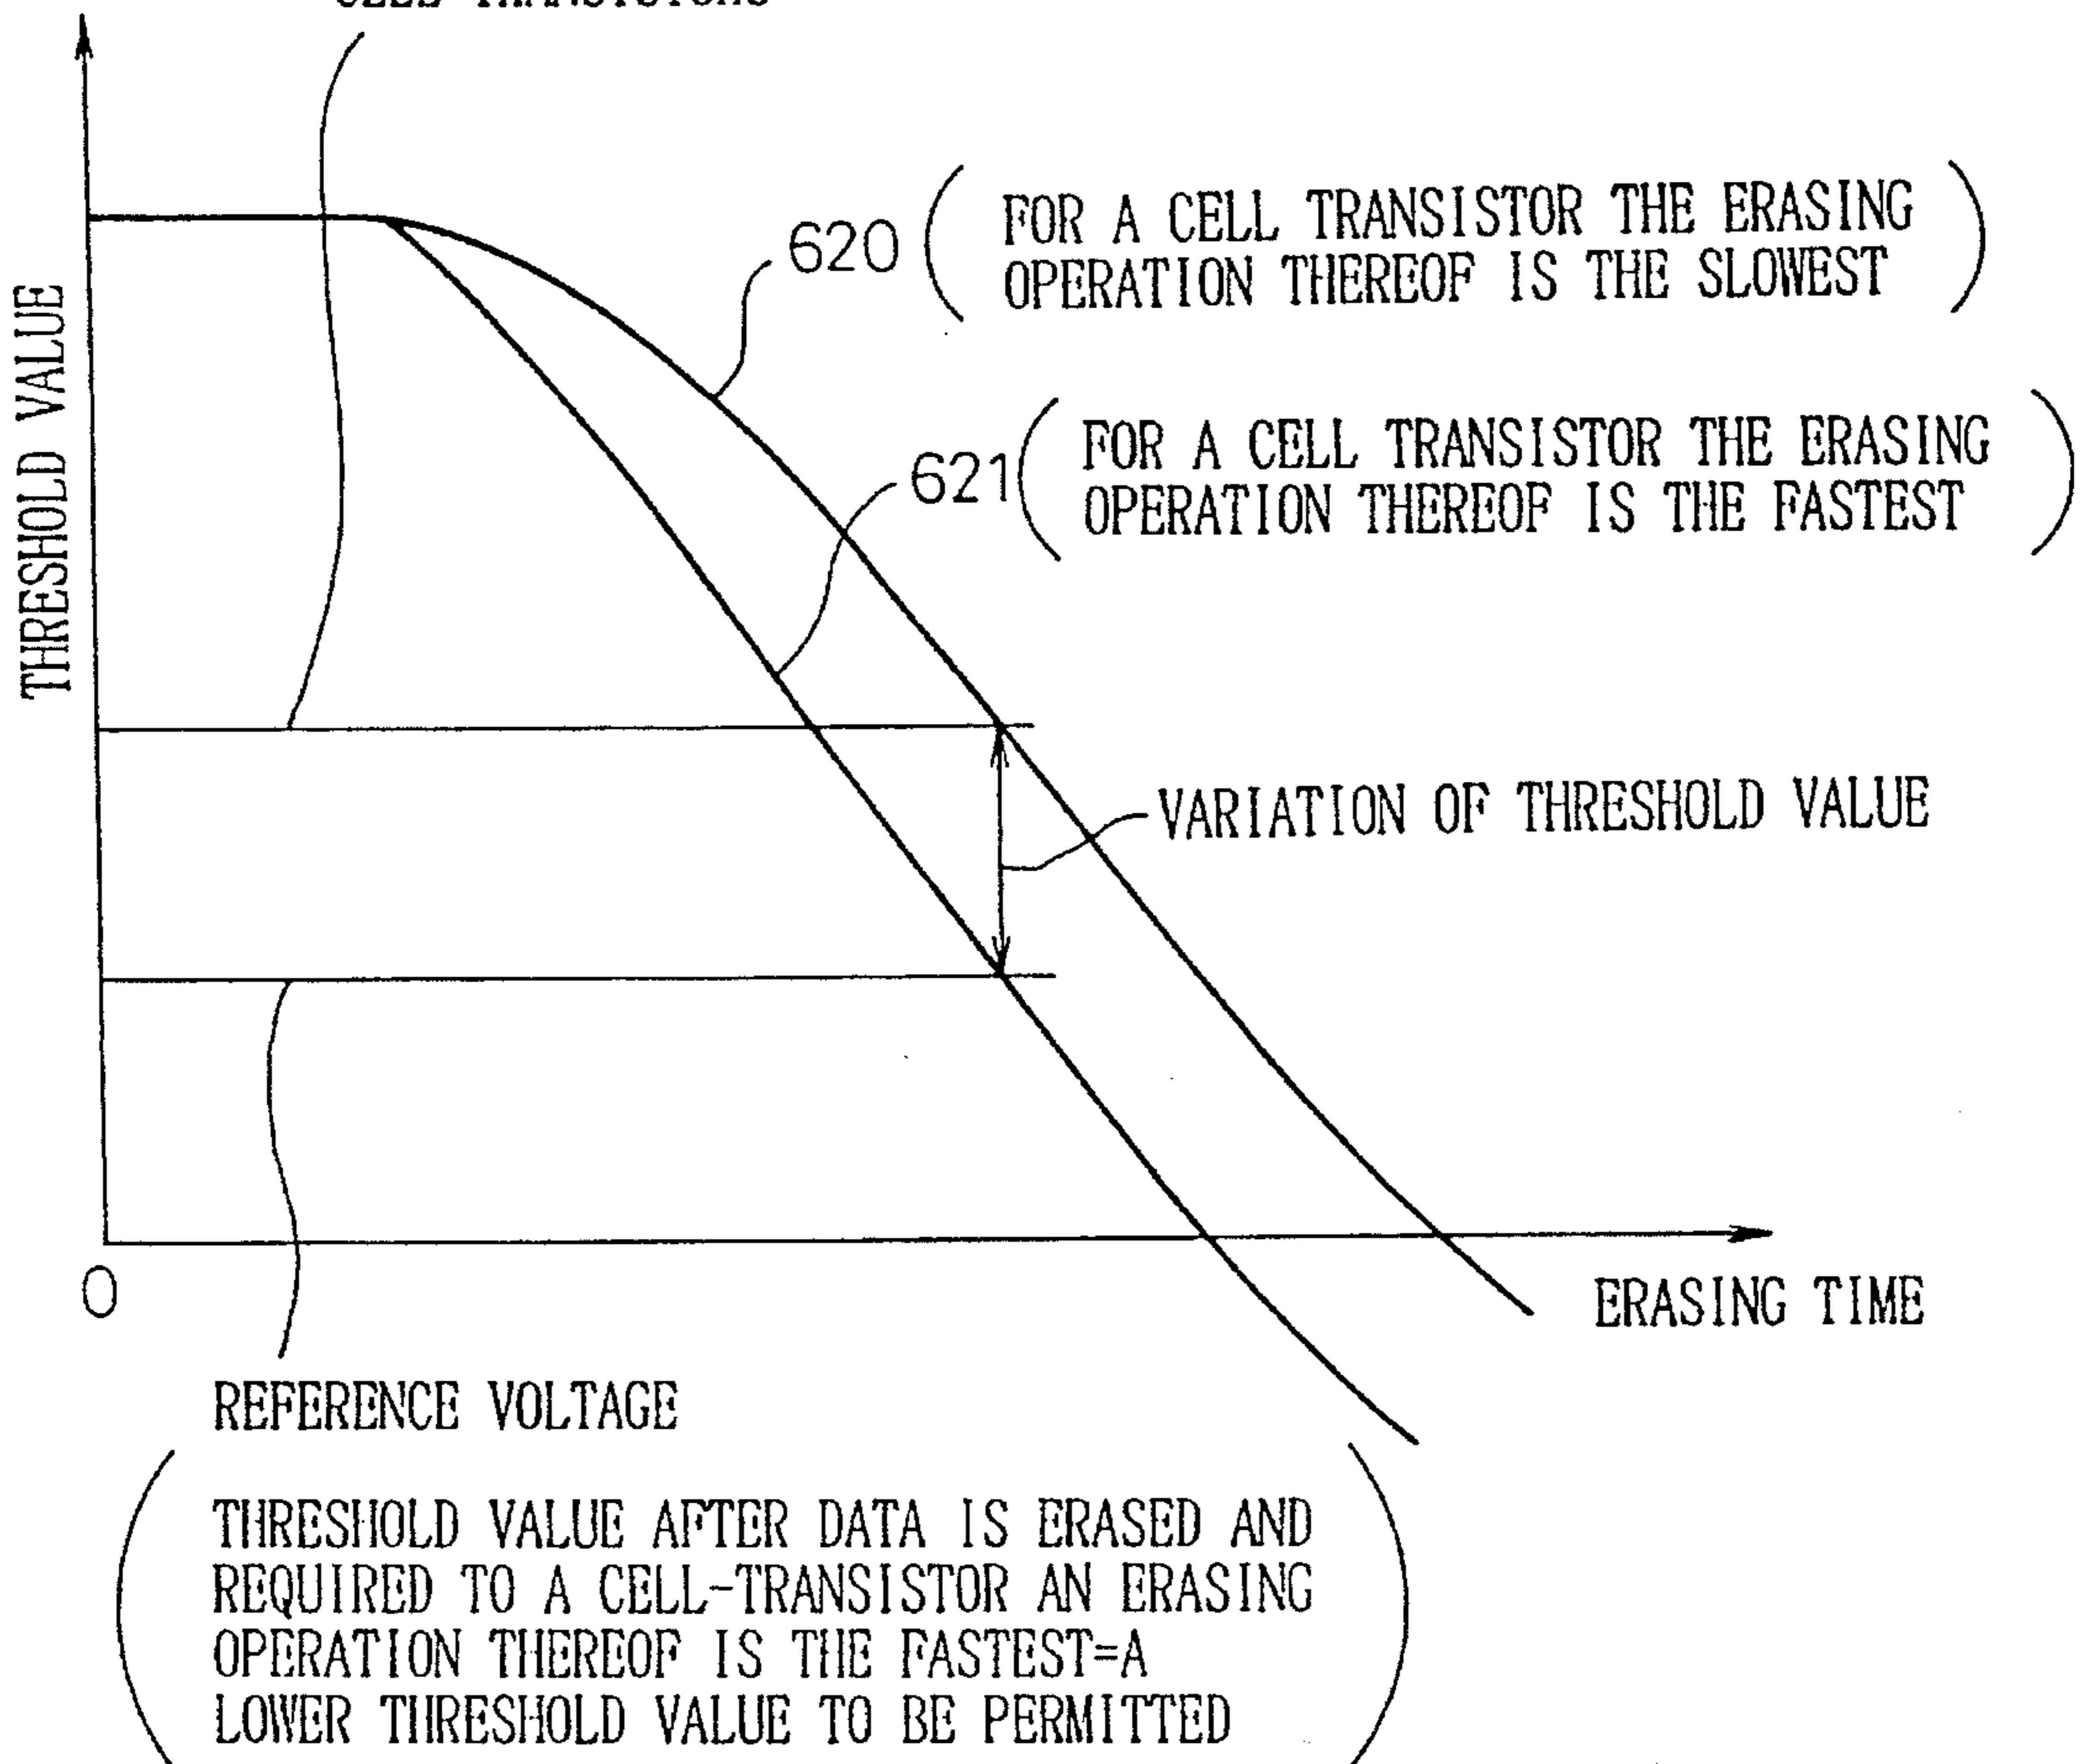 THRESHOLD VALUE
620
FOR A CELL TRANSISTOR THE ERASING
OPERATION THEREOF IS THE SLOWEST
621
FOR A CELL TRANSISTOR THE ERASING
OPERATION THEREOF IS THE FASTEST
VARIATION OF THRESHOLD VALUE
0
ERASING TIME
REFERENCE VOLTAGE
THRESHOLD VALUE AFTER DATA IS ERASED AND
REQUIRED TO A CELL-TRANSISTOR AN ERASING
OPERATION THEREOF IS THE FASTEST=A
LOWER THRESHOLD VALUE TO BE PERMITTED